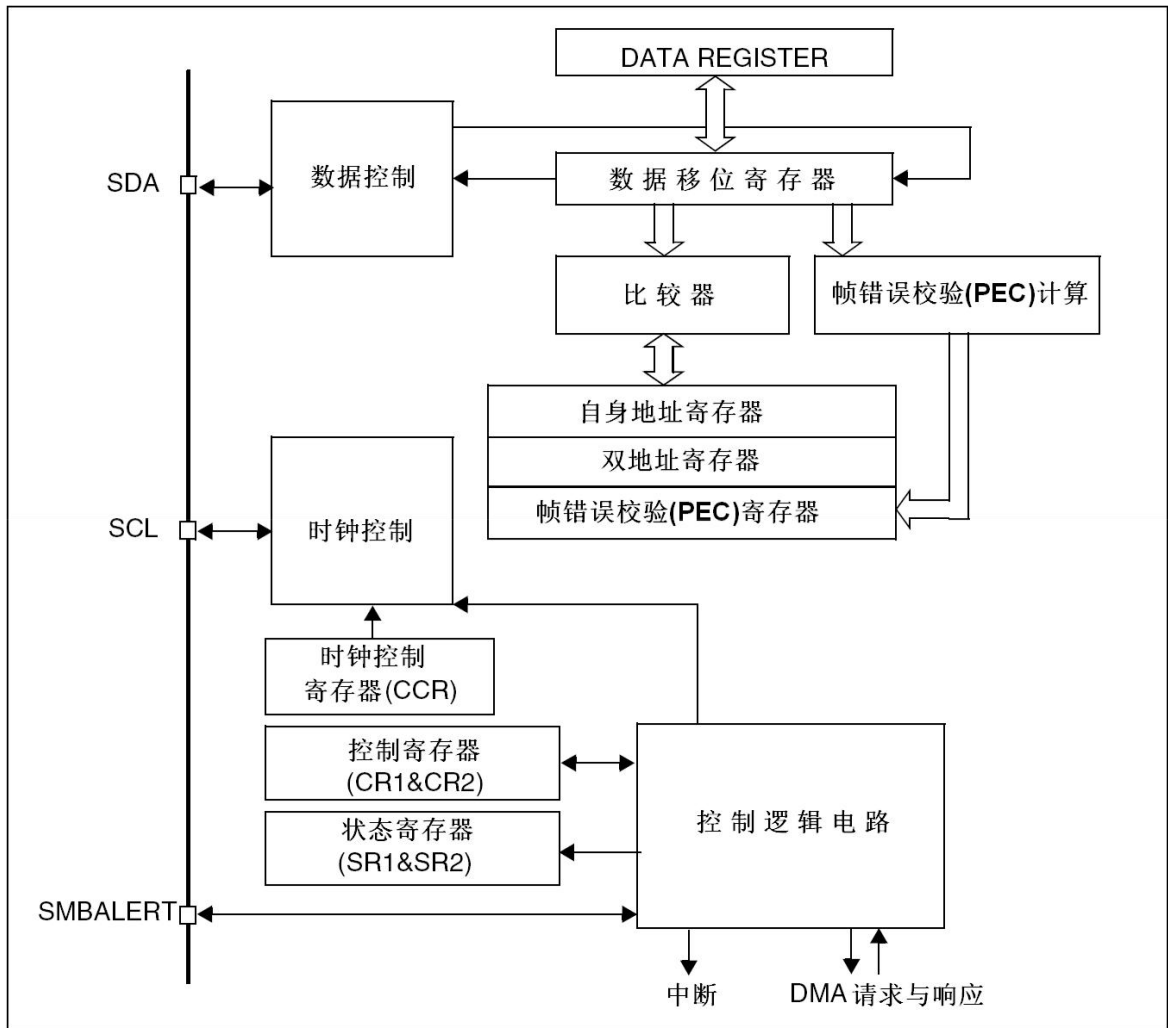 DATA REGISTER
SDA
数据控制
数据移位寄存器
比较器
帧错误校验(PEC)计算
自身地址寄存器
双地址寄存器
帧错误校验(PEC)寄存器
SCL
时钟控制
时钟控制
寄存器(CCR)
控制寄存器
(CR1&CR2)
控制逻辑电路
状态寄存器
(SR1&SR2)
SMBALERT
中断
DMA 请求与响应